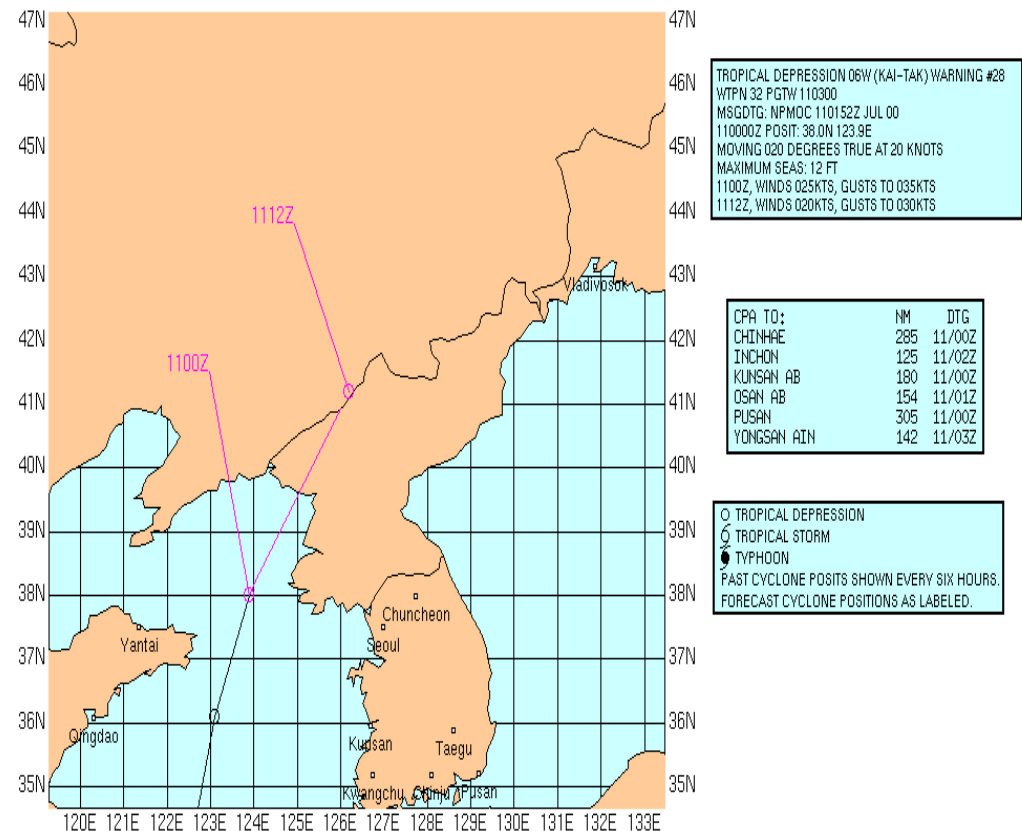 47N
46N
45N
44N
43N
42N
41N
40N
39N
38N
37N
36N
35N
47N
46N
45N
44N
43N
42N
41N
40N
39N
38N
37N
36N
35N
120E 121E 122E 123E 124E 125E 126E 127E 128E 129E 130E 131E 132E 133E
1112Z
1100Z
Vladivosok
Chuncheon
Seoul
Yantai
Qingdao
Kunsan
Taegu
Kwangchu
Chinju
Pusan
TROPICAL DEPRESSION 06W (KAI-TAK) WARNING #28
WTPN 32 PGTW 110300
MSGDTG: NPMOC 110152Z JUL 00
110000Z POSIT: 38.0N 123.9E
MOVING 020 DEGREES TRUE AT 20 KNOTS
MAXIMUM SEAS: 12 FT
1100Z, WINDS 025KTS, GUSTS TO 035KTS
1112Z, WINDS 020KTS, GUSTS TO 030KTS
CPA TO: NM DTG
CHINHAE 285 11/00Z
INCHON 125 11/02Z
KUNSAN AB 180 11/00Z
OSAN AB 154 11/01Z
PUSAN 305 11/00Z
YONGSAN AIN 142 11/03Z
TROPICAL DEPRESSION
TROPICAL STORM
TYPHOON
PAST CYCLONE POSITS SHOWN EVERY SIX HOURS.
FORECAST CYCLONE POSITIONS AS LABELED.